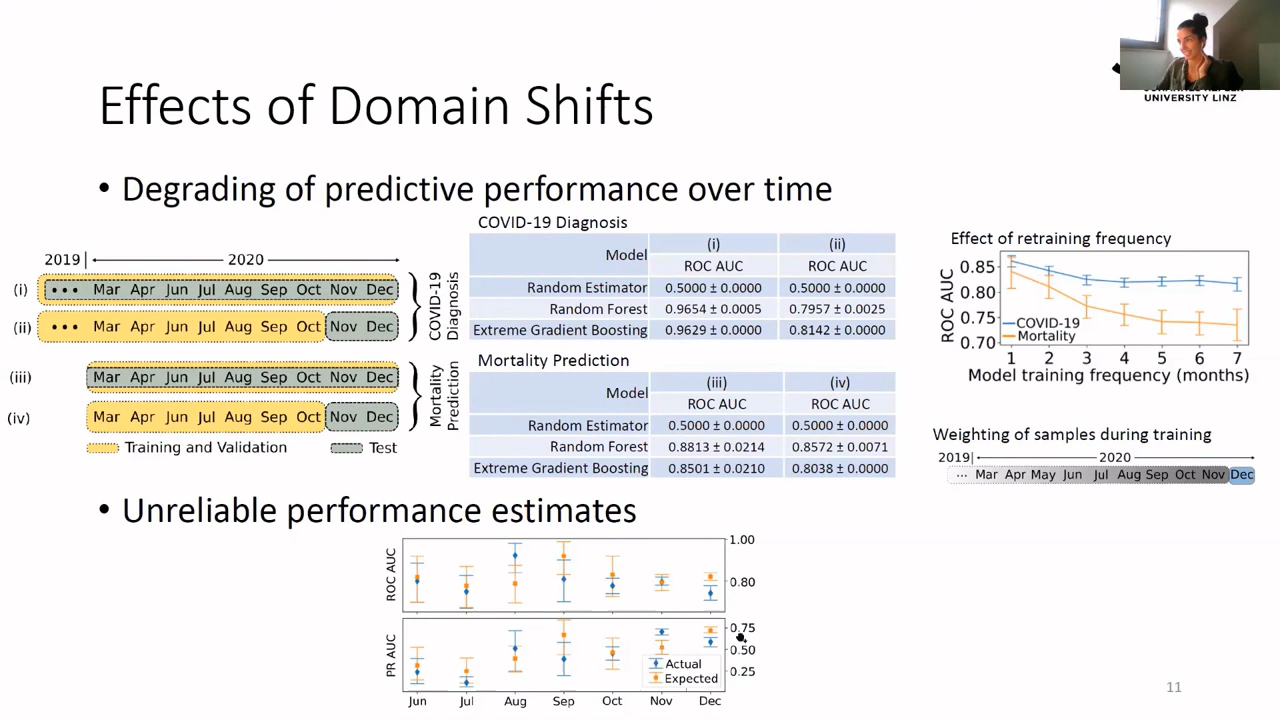 UNIVERSITY LINZ
Effects of Domain Shifts
• Degrading of predictive performance over time
2019 2020
(i) ••• Mar Apr Jun Jul Aug Sep Oct Nov Dec
(ii) ••• Mar Apr Jun Jul Aug Sep Oct Nov Dec
COVID-19 Diagnosis
(iii) Mar Apr Jun Jul Aug Sep Oct Nov Dec
(iv) Mar Apr Jun Jul Aug Sep Oct Nov Dec
Mortality Prediction
Training and Validation Test
COVID-19 Diagnosis
Model (i) (ii)
ROC AUC ROC AUC
Random Estimator 0.5000 ± 0.0000 0.5000 ± 0.0000
Random Forest 0.9654 ± 0.0005 0.7957 ± 0.0025
Extreme Gradient Boosting 0.9629 ± 0.0000 0.8142 ± 0.0000
Mortality Prediction
Model (iii) (iv)
ROC AUC ROC AUC
Random Estimator 0.5000 ± 0.0000 0.5000 ± 0.0000
Random Forest 0.8813 ± 0.0214 0.8572 ± 0.0071
Extreme Gradient Boosting 0.8501 ± 0.0210 0.8038 ± 0.0000
Effect of retraining frequency
ROC AUC
0.85
0.80
0.75
0.70
COVID-19
Mortality
1 2 3 4 5 6 7
Model training frequency (months)
Weighting of samples during training
2019 2020
... Mar Apr May Jun Jul Aug Sep Oct Nov Dec
• Unreliable performance estimates
ROC AUC
1.00
0.80
PR AUC
0.75
0.50
0.25
Actual
Expected
Jun Jul Aug Sep Oct Nov Dec
11